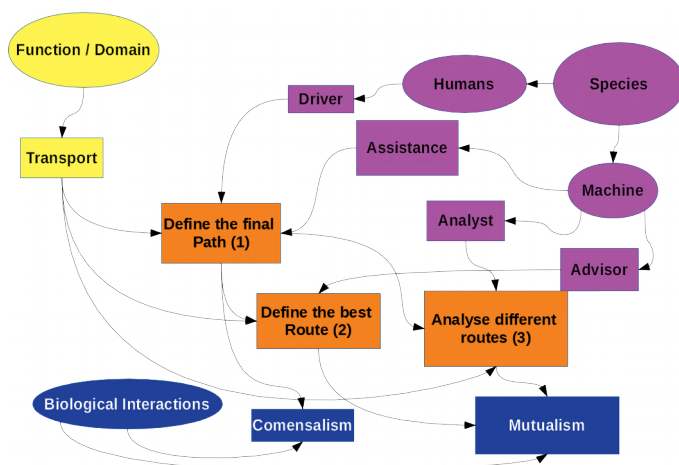 Function / Domain
Humans
Species
Driver
Transport
Assistance
Machine
Define the final
Path (1)
Analyst
Advisor
Define the best
Route (2)
Analyse different
routes (3)
Biological Interactions
Comensalism
Mutualism